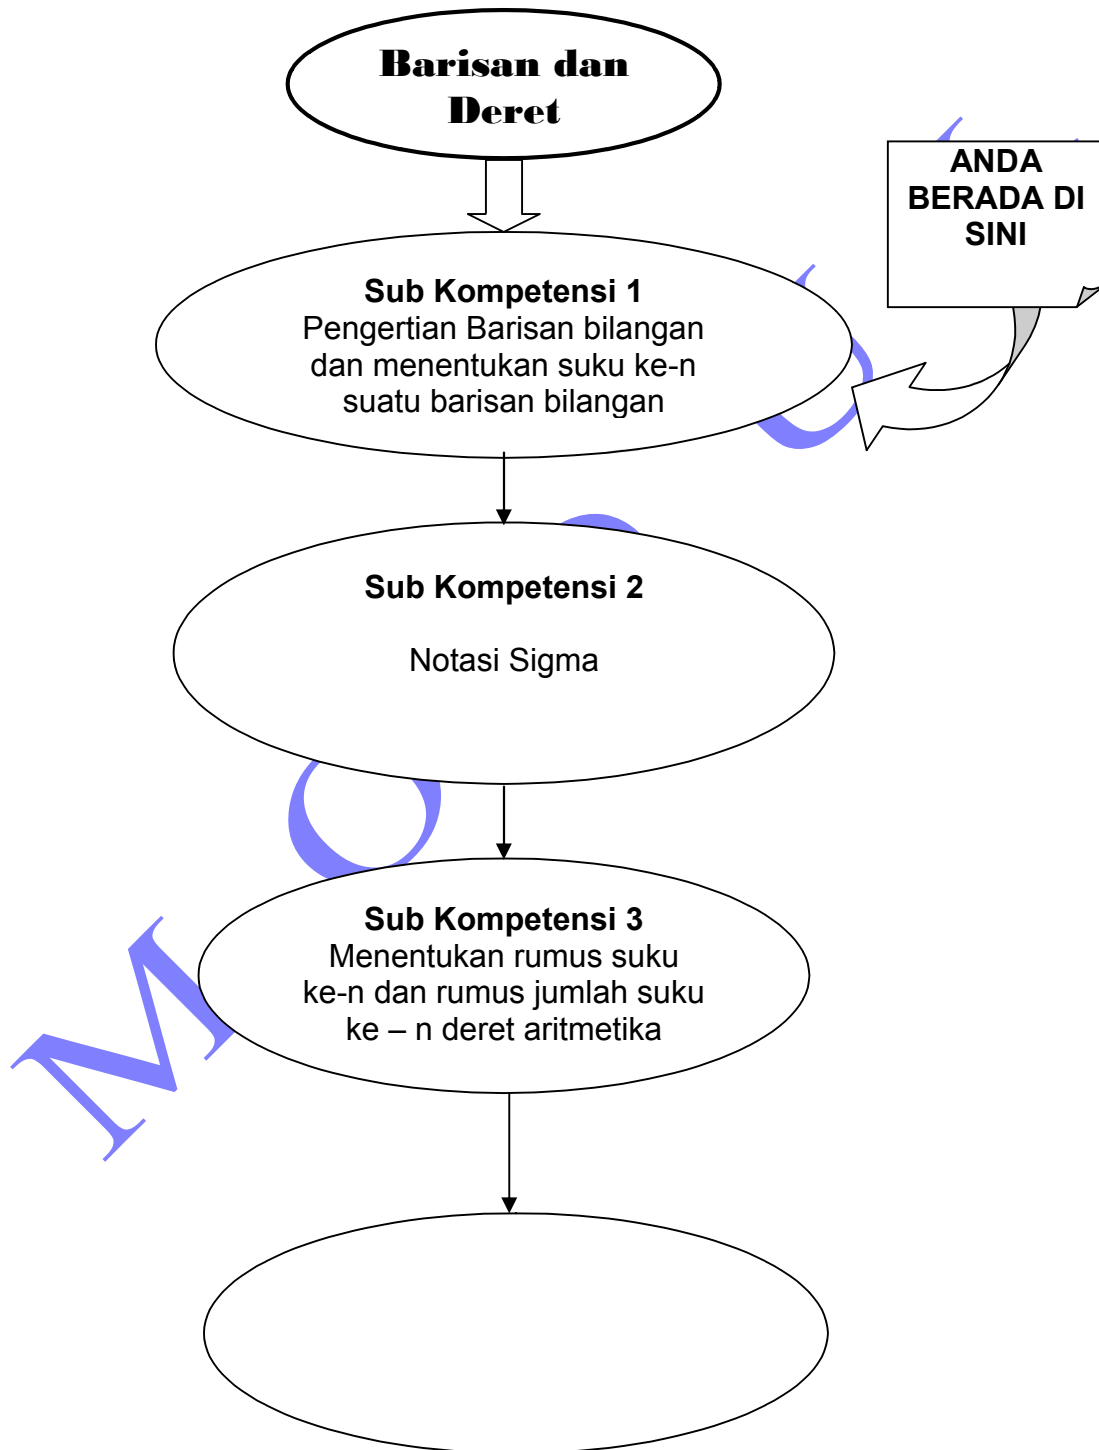 Barisan dan
Deret
ANDA
BERADA DI
SINI
Sub Kompetensi 1
Pengertian Barisan bilangan
dan menentukan suku ke-n
suatu barisan bilangan
Sub Kompetensi 2
Notasi Sigma
Sub Kompetensi 3
Menentukan rumus suku
ke-n dan rumus jumlah suku
ke – n deret aritmetika